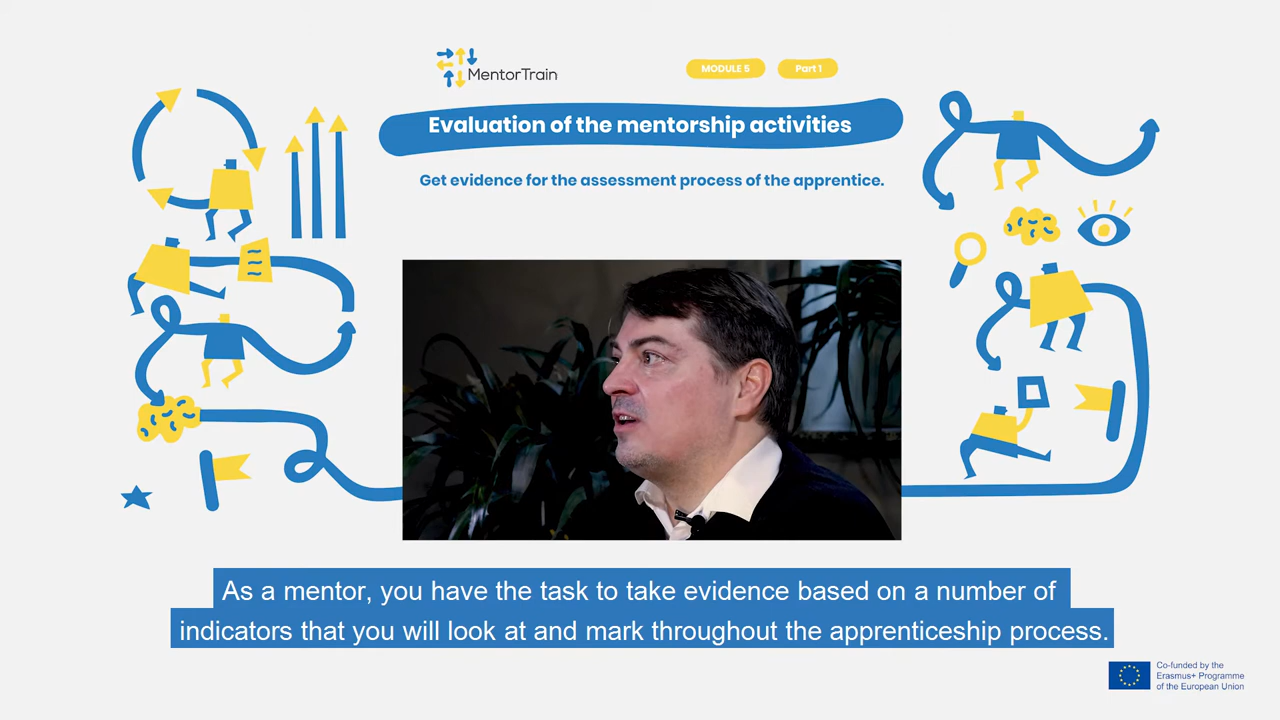 MentorTrain
MODULE 5
Part 1
Evaluation of the mentorship activities
Get evidence for the assessment process of the apprentice.
As a mentor, you have the task to take evidence based on a number of
indicators that you will look at and mark throughout the apprenticeship process.
Co-funded by the
Erasmus+ Programme
of the European Union